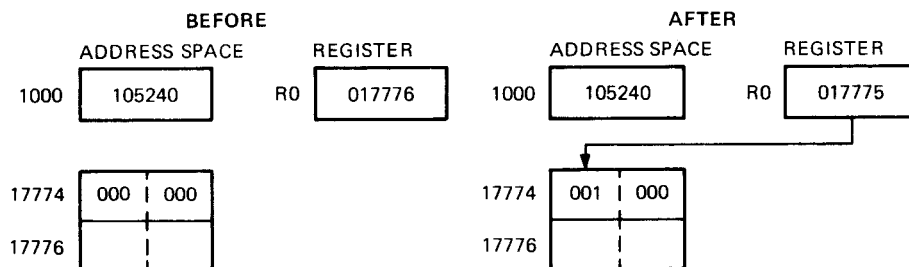 BEFORE AFTER
ADDRESS SPACE REGISTER ADDRESS SPACE REGISTER
1000 105240 R0 017776 1000 105240 R0 017775
17774 000 000 17774 001 000
17776 17776